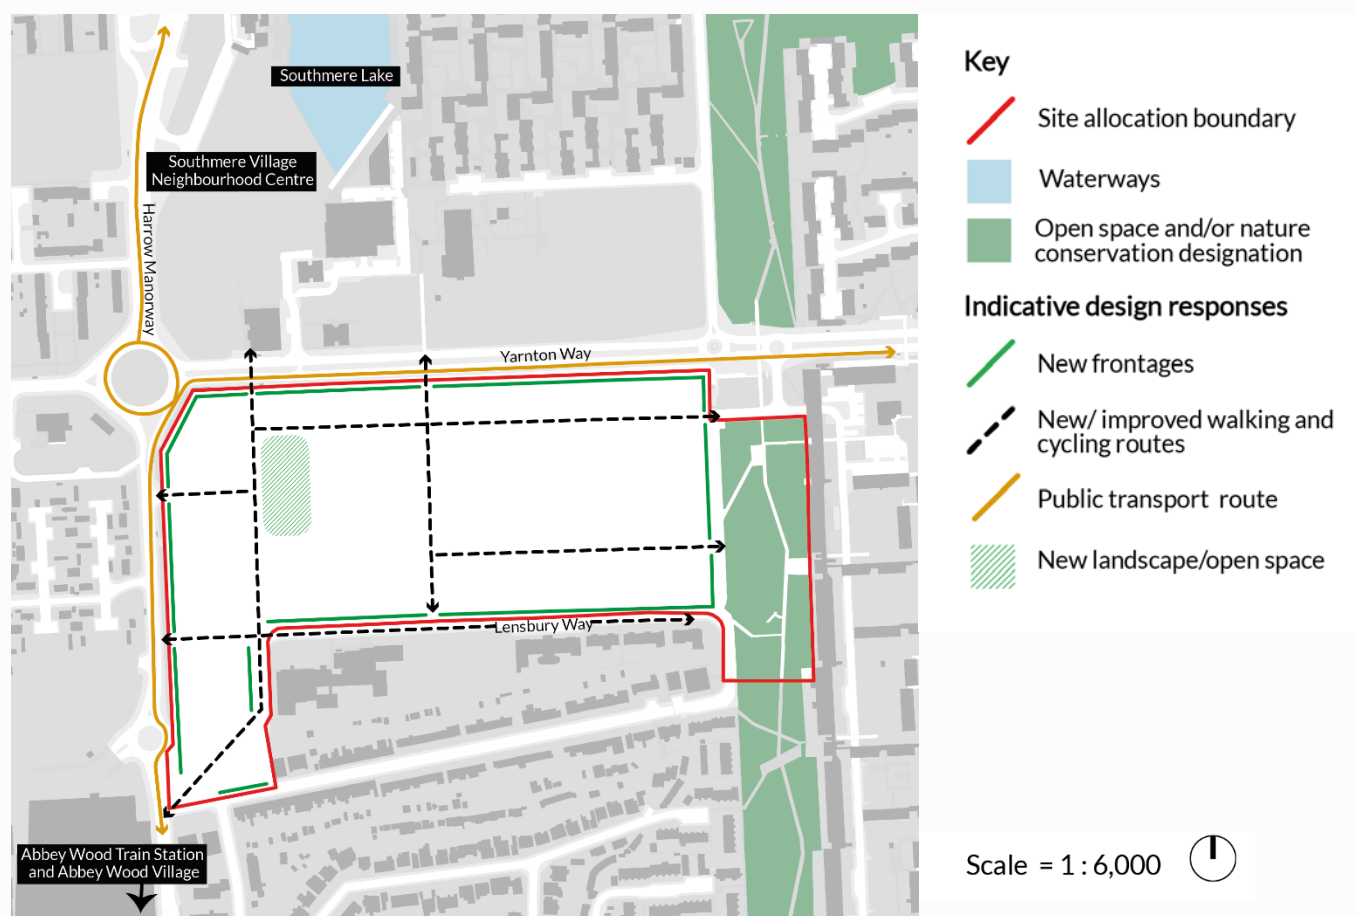 Southmere Lake
Southmere Village
Neighbourhood Centre
Harrow Manorway
Yarnton Way
Lensbury Way
Abbey Wood Train Station
and Abbey Wood Village
Key
Site allocation boundary
Waterways
Open space and/or nature
conservation designation
Indicative design responses
New frontages
New/ improved walking and
cycling routes
Public transport route
New landscape/open space
Scale = 1 : 6,000